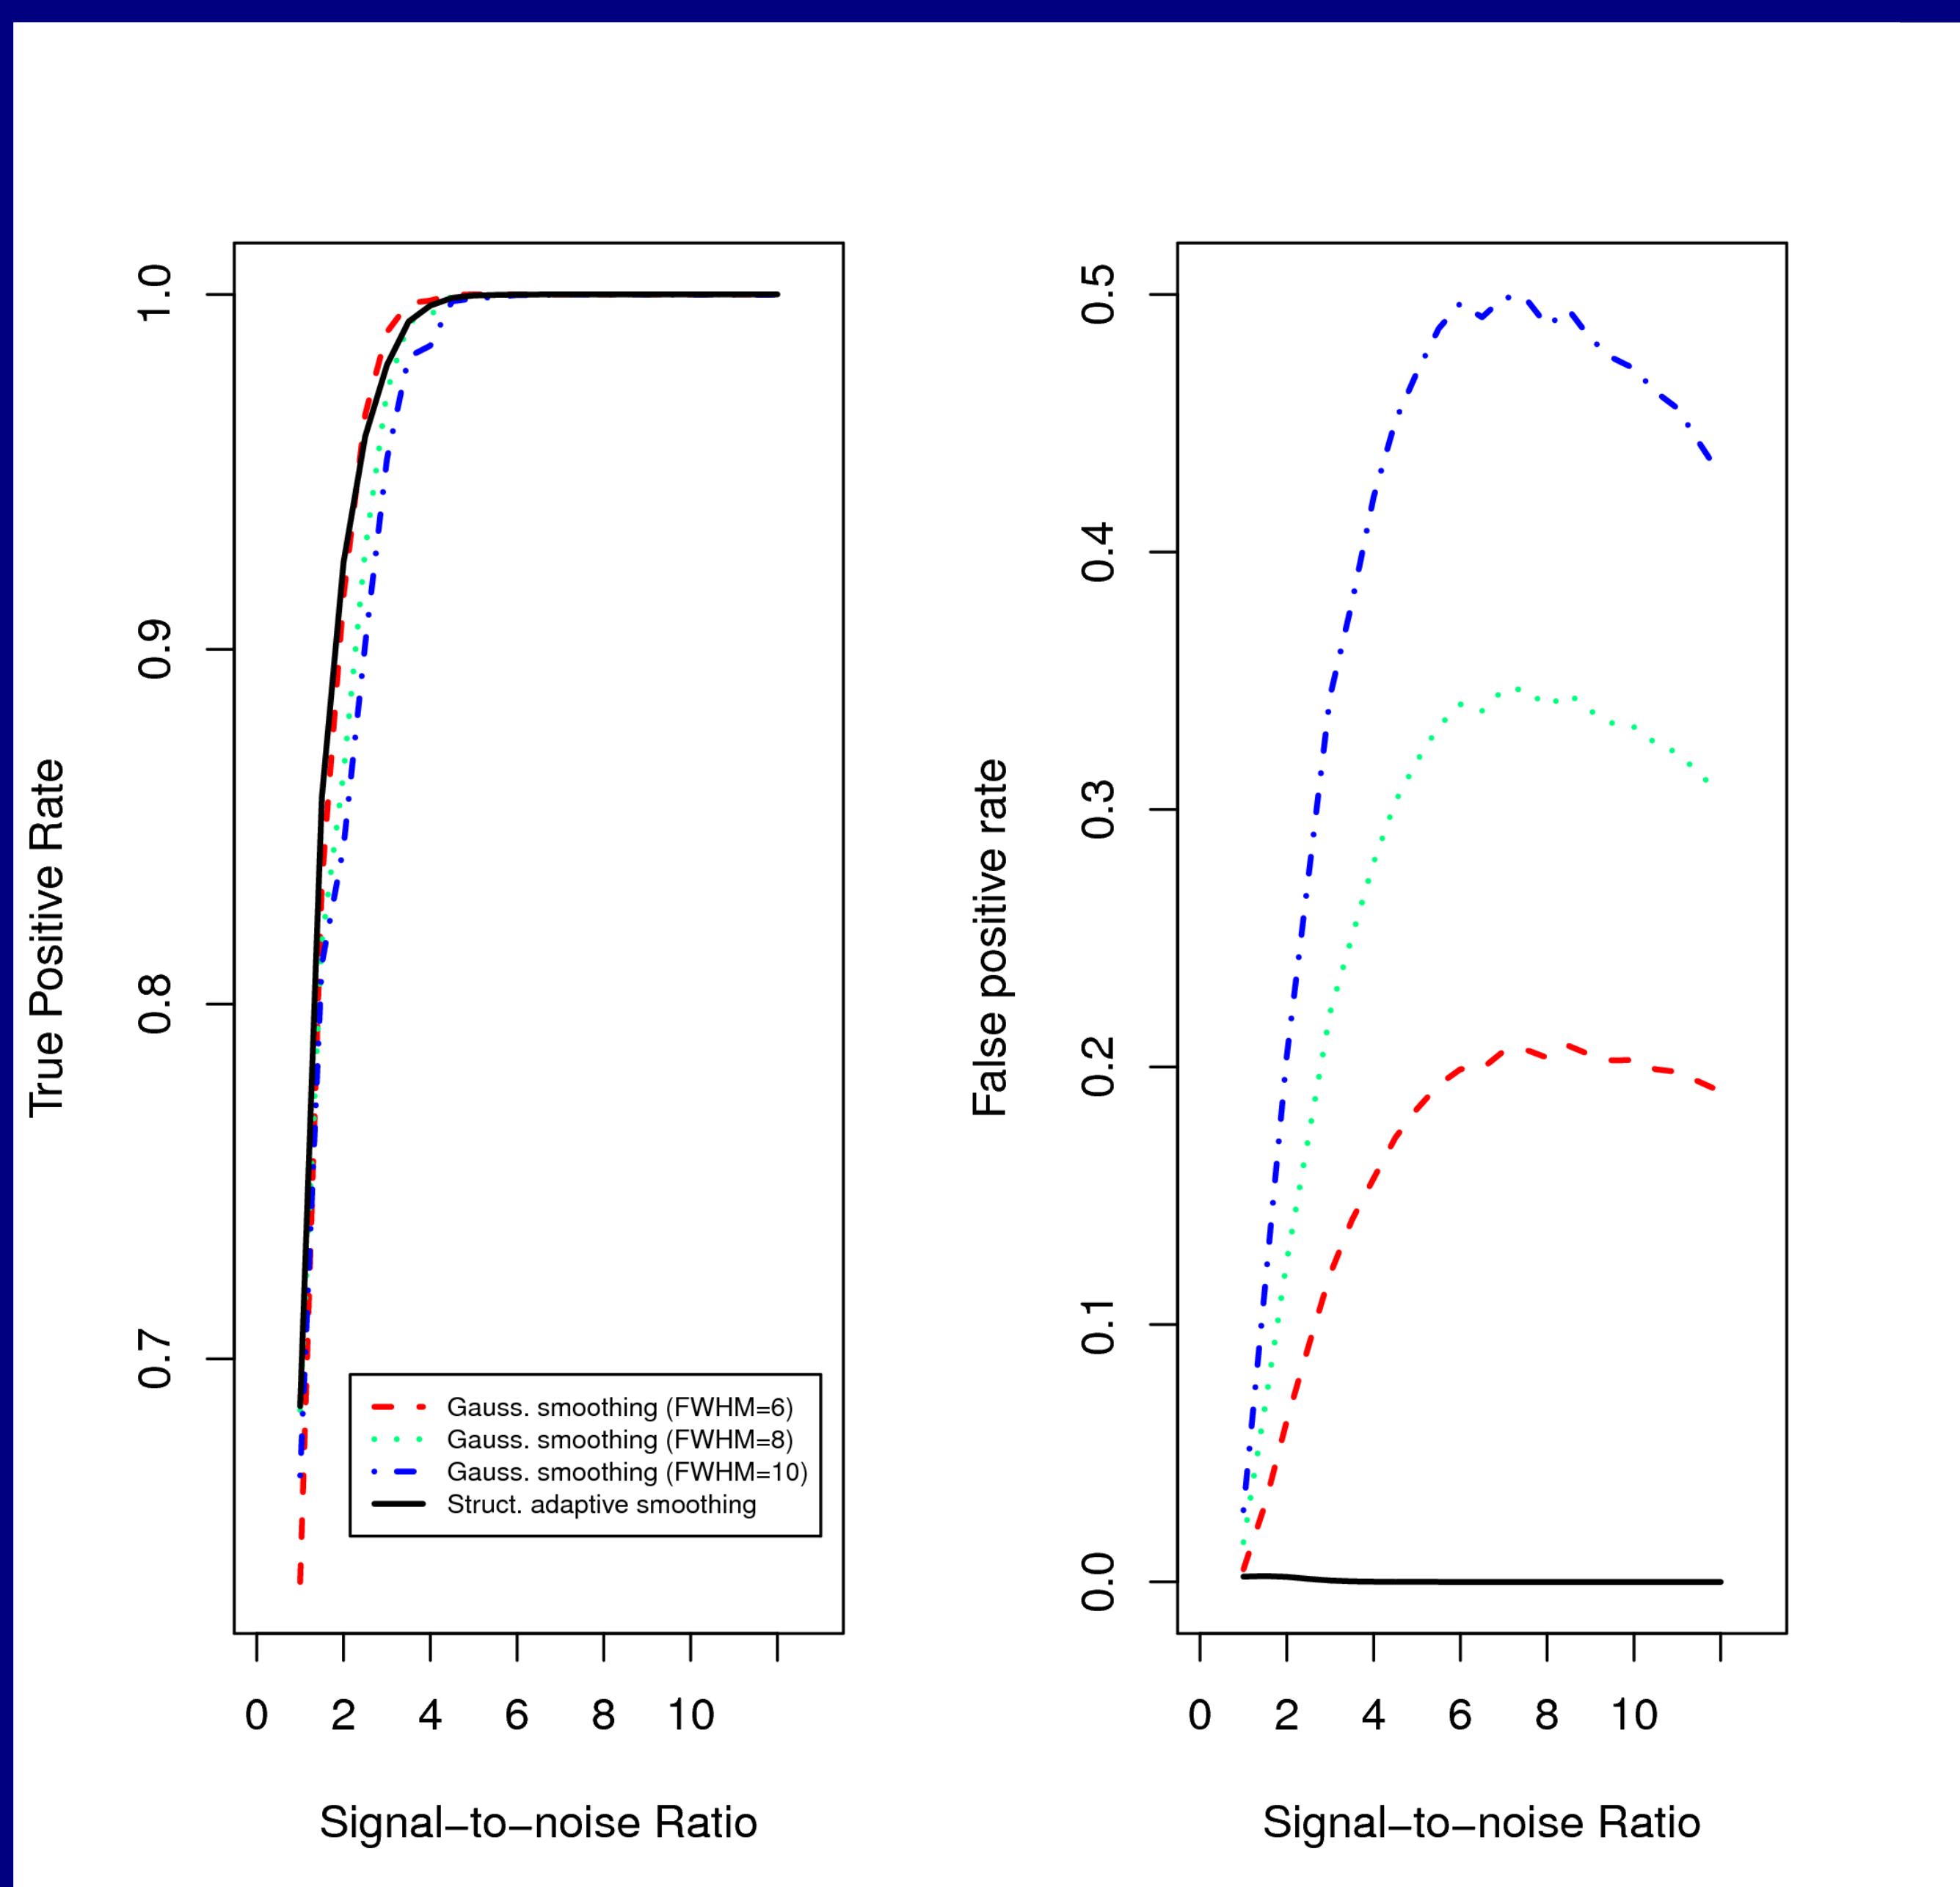 True Positive Rate
1.0
0.9
0.8
0.7
Gauss. smoothing (FWHM=6)
Gauss. smoothing (FWHM=8)
Gauss. smoothing (FWHM=10)
Struct. adaptive smoothing
0 2 4 6 8 10
Signal−to−noise Ratio
False positive rate
0.5
0.4
0.3
0.2
0.1
0.0
0 2 4 6 8 10
Signal−to−noise Ratio